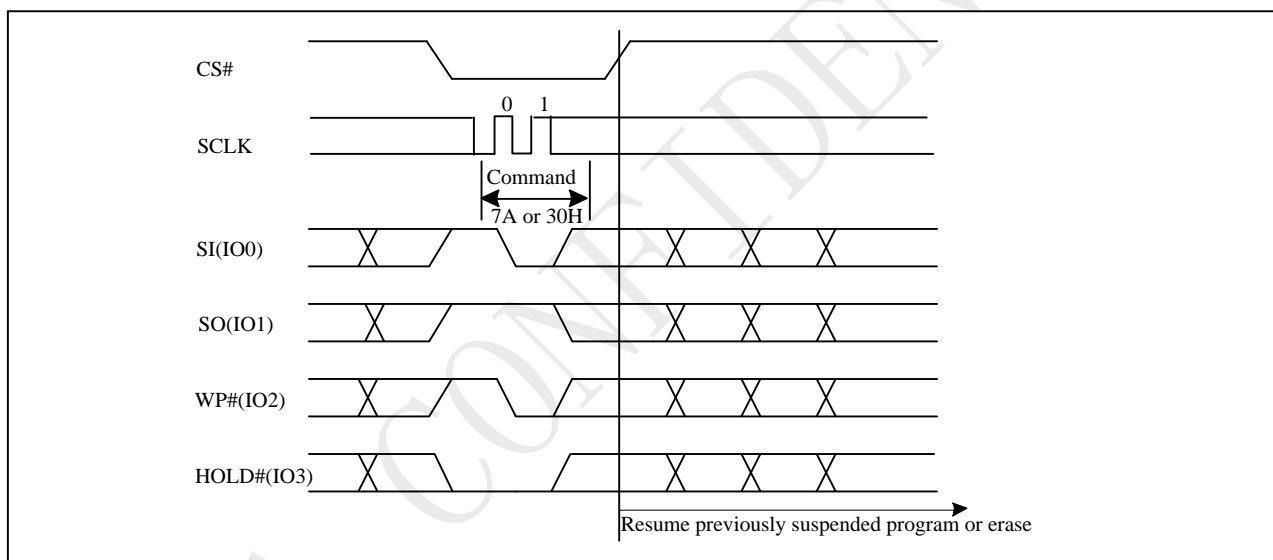 CS#
0 1
SCLK
Command
7A or 30H
SI(IO0)
SO(IO1)
WP#(IO2)
HOLD#(IO3)
Resume previously suspended program or erase
CONFIDEN